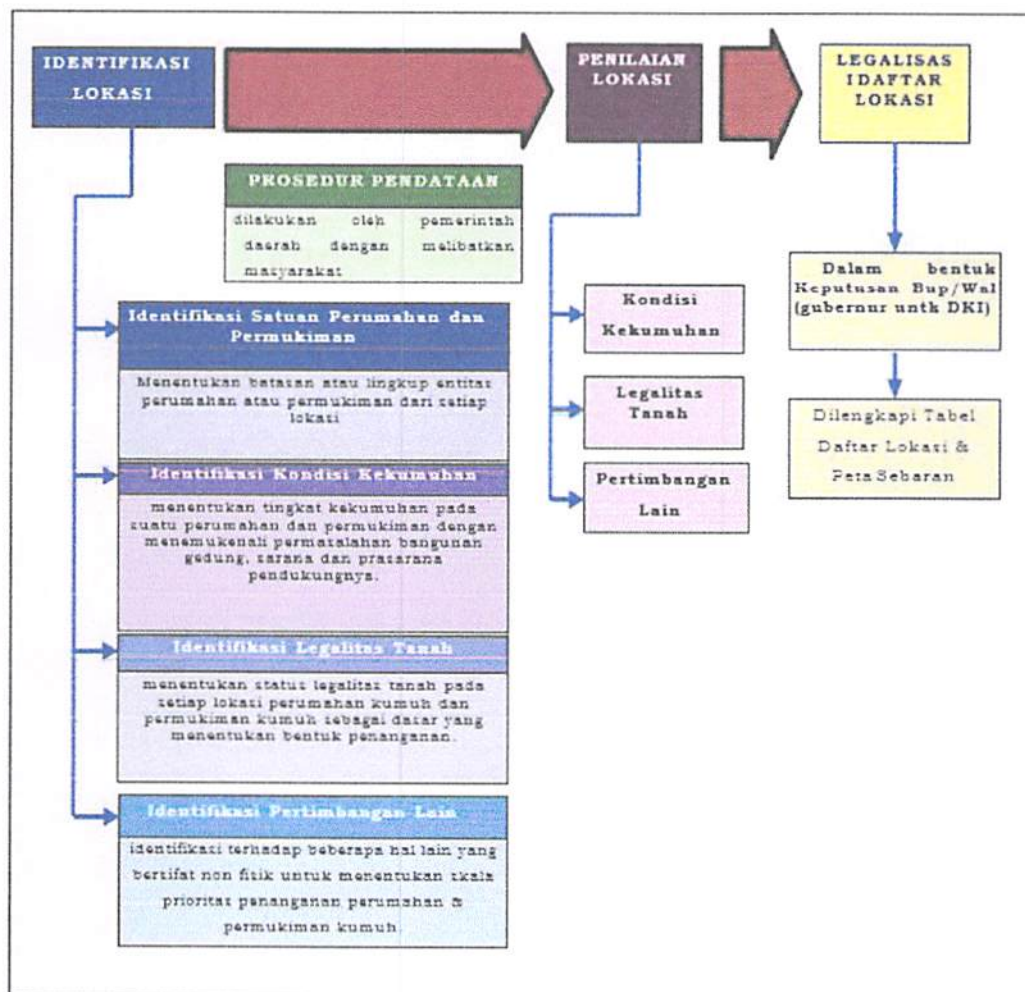 IDENTIFIKASI
LOKASI
PENILAIAN
LOKASI
LEGALISAS
IDAFTAR
LOKASI
PROSEDUR PENDATAAN
dilakukan oleh pemerintah
daerah dengan melibatkan
masyarakat
Identifikasi Satuan Perumahan dan
Permukiman
Menentukan batasan atau lingkup entitas
perumahan atau permukiman dari setiap
lokasi
Identifikasi Kondisi Kekumuhan
menentukan tingkat kekumuhan pada
suatu perumahan dan permukiman dengan
menemukenali permasalahan bangunan
gedung, sarana dan prasarana
pendukungnya.
Identifikasi Legalitas Tanah
menentukan status legalitas tanah pada
setiap lokasi perumahan kumuh dan
permukiman kumuh sebagai dasar yang
menentukan bentuk penanganan.
Identifikasi Pertimbangan Lain
identifikasi terhadap beberapa hal lain yang
bersifat non fisik untuk menentukan skala
prioritas penanganan perumahan &
permukiman kumuh.
Kondisi
Kekumuhan
Legalitas
Tanah
Pertimbangan
Lain
Dalam bentuk
Keputusan Bup/Wal
(gubernur untk DKI)
Dilengkapi Tabel
Daftar Lokasi &
Peta Sebaran